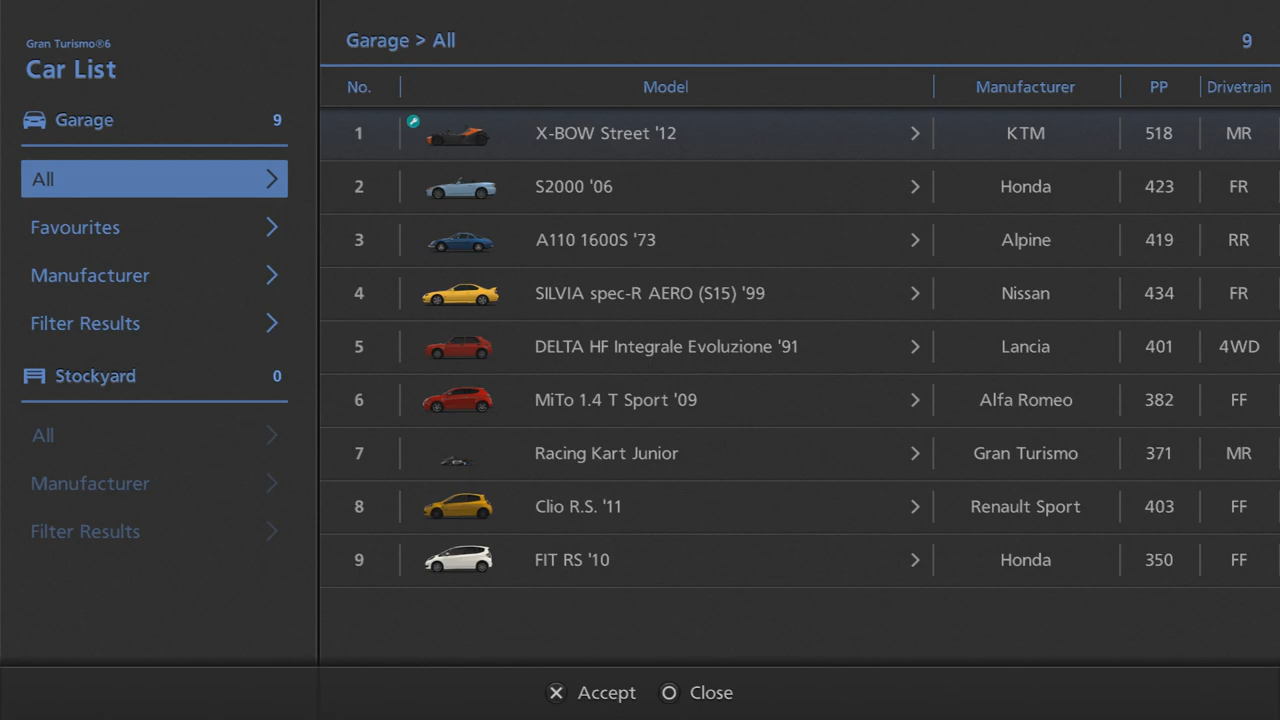 Gran Turismo®6
Car List
Garage 9
All
Favourites
Manufacturer
Filter Results
Stockyard 0
All
Manufacturer
Filter Results
Garage > All 9
No. Model Manufacturer PP Drivetrain
1 X-BOW Street '12 KTM 518 MR
2 S2000 '06 Honda 423 FR
3 A110 1600S '73 Alpine 419 RR
4 SILVIA spec-R AERO (S15) '99 Nissan 434 FR
5 DELTA HF Integrale Evoluzione '91 Lancia 401 4WD
6 MiTo 1.4 T Sport '09 Alfa Romeo 382 FF
7 Racing Kart Junior Gran Turismo 371 MR
8 Clio R.S. '11 Renault Sport 403 FF
9 FIT RS '10 Honda 350 FF
Accept Close